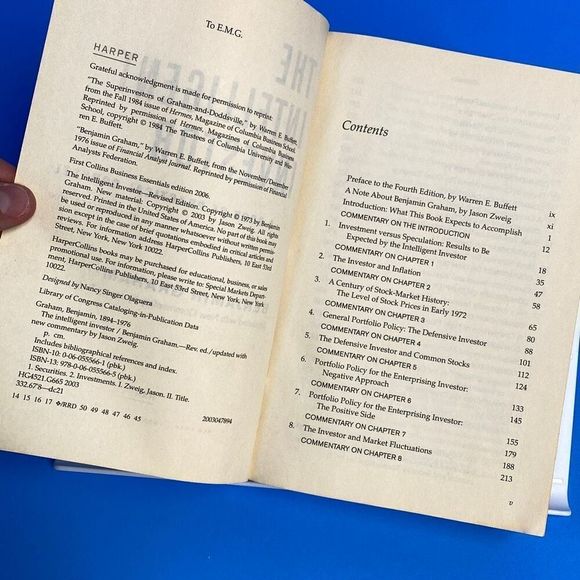 To E.M.G.
HARPER
Grateful acknowledgment is made for permission to reprint:
"The Superinvestors of Graham-and-Doddsville," by Warren E. Buffett,
from the Fall 1984 issue of Hermes, Magazine of Columbia Business School.
Reprinted by permission of Hermes, Magazines of Columbia Business
School, copyright © 1984 The Trustees of Columbia University and War-
ren E. Buffett.
"Benjamin Graham," by Warren E. Buffett, from the November/December
1976 issue of Financial Analyst Journal. Reprinted by permission of Financial
Analysts Federation.
First Collins Business Essentials edition 2006.
The Intelligent Investor—Revised Edition. Copyright © 1973 by Benjamin
Graham. New material: Copyright © 2003 by Jason Zweig. All rights
reserved. Printed in the United States of America. No part of this book may
be used or reproduced in any manner whatsoever without written permis-
sion except in the case of brief quotations embodied in critical articles and
reviews. For information address HarperCollins Publishers, 10 East 53rd
Street, New York, New York 10022.
HarperCollins books may be purchased for educational, business, or sales
promotional use. For information, please write to: Special Markets Depart-
ment, HarperCollins Publishers, 10 East 53rd Street, New York, New York
10022.
Designed by Nancy Singer Olaguera
Library of Congress Cataloging-in-Publication Data
Graham, Benjamin, 1894–1976
The intelligent investor / Benjamin Graham.—Rev. ed./updated with
new commentary by Jason Zweig.
p. cm.
Includes bibliographical references and index.
ISBN-10: 0-06-055566-1 (pbk.)
ISBN-13: 978-0-06-055566-5 (pbk.)
1. Securities. 2. Investments. I. Zweig, Jason. II. Title.
HG4521.G665 2003
332.67'8—dc21 2003047894
14 15 16 17 ❖/RRD 50 49 48 47 46 45
Contents
Preface to the Fourth Edition, by Warren E. Buffett ix
A Note About Benjamin Graham, by Jason Zweig xi
Introduction: What This Book Expects to Accomplish 1
COMMENTARY ON THE INTRODUCTION 12
1. Investment versus Speculation: Results to Be
Expected by the Intelligent Investor 18
COMMENTARY ON CHAPTER 1 35
2. The Investor and Inflation 47
COMMENTARY ON CHAPTER 2 58
3. A Century of Stock-Market History:
The Level of Stock Prices in Early 1972 65
COMMENTARY ON CHAPTER 3 80
4. General Portfolio Policy: The Defensive Investor 88
COMMENTARY ON CHAPTER 4 101
5. The Defensive Investor and Common Stocks 112
COMMENTARY ON CHAPTER 5 124
6. Portfolio Policy for the Enterprising Investor:
Negative Approach 133
COMMENTARY ON CHAPTER 6 145
7. Portfolio Policy for the Enterprising Investor:
The Positive Side 155
COMMENTARY ON CHAPTER 7 179
8. The Investor and Market Fluctuations 188
COMMENTARY ON CHAPTER 8 213
v